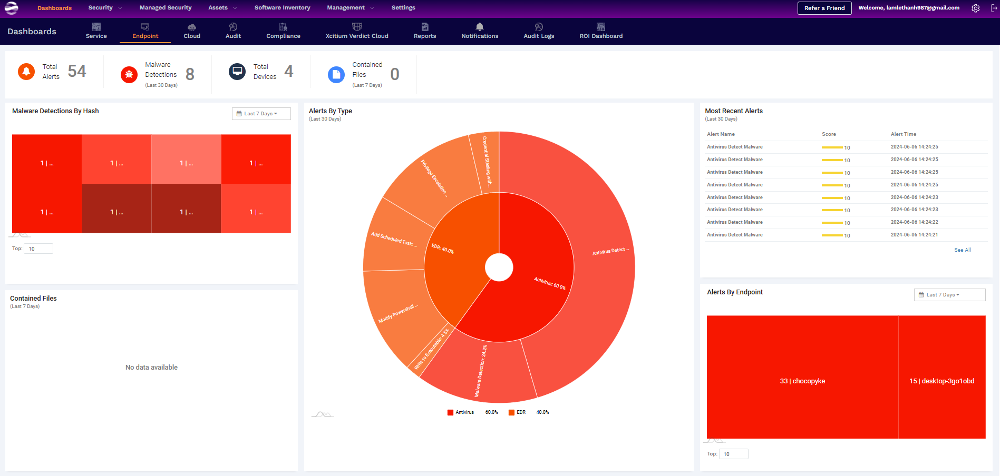 Dashboards Security Managed Security Assets Software Inventory Management Settings Refer a Friend Welcome, lamlethanh987@gmail.com
Dashboards Service Endpoint Cloud Audit Compliance Xcitium Verdict Cloud Reports Notifications Audit Logs ROI Dashboard
Total
Alerts
54
Malware
Detections
(Last 30 Days)
8
Total
Devices
4
Contained
Files
(Last 7 Days)
0
Malware Detections By Hash
Last 7 Days
1 | ... 1 | ... 1 | ... 1 | ...
1 | ... 1 | ... 1 | ... 1 | ...
Top: 10
Contained Files
(Last 7 Days)
No data available
Alerts By Type
(Last 30 Days)
Credential Stealing with...
Privilege Escalation ...
Add Scheduled Task: ...
EDR: 40.0%
Antivirus Detect ...
Antivirus: 60.0%
Modify Powershell ...
Write to Executable: 4.5%
Malware Detection: 24.2%
Antivirus 60.0% EDR 40.0%
Most Recent Alerts
(Last 30 Days)
Alert Name Score Alert Time
Antivirus Detect Malware 10 2024-06-06 14:24:25
Antivirus Detect Malware 10 2024-06-06 14:24:25
Antivirus Detect Malware 10 2024-06-06 14:24:25
Antivirus Detect Malware 10 2024-06-06 14:24:25
Antivirus Detect Malware 10 2024-06-06 14:24:23
Antivirus Detect Malware 10 2024-06-06 14:24:23
Antivirus Detect Malware 10 2024-06-06 14:24:22
Antivirus Detect Malware 10 2024-06-06 14:24:21
See All
Alerts By Endpoint
Last 7 Days
33 | chocopyke 15 | desktop-3go1obd
Top: 10